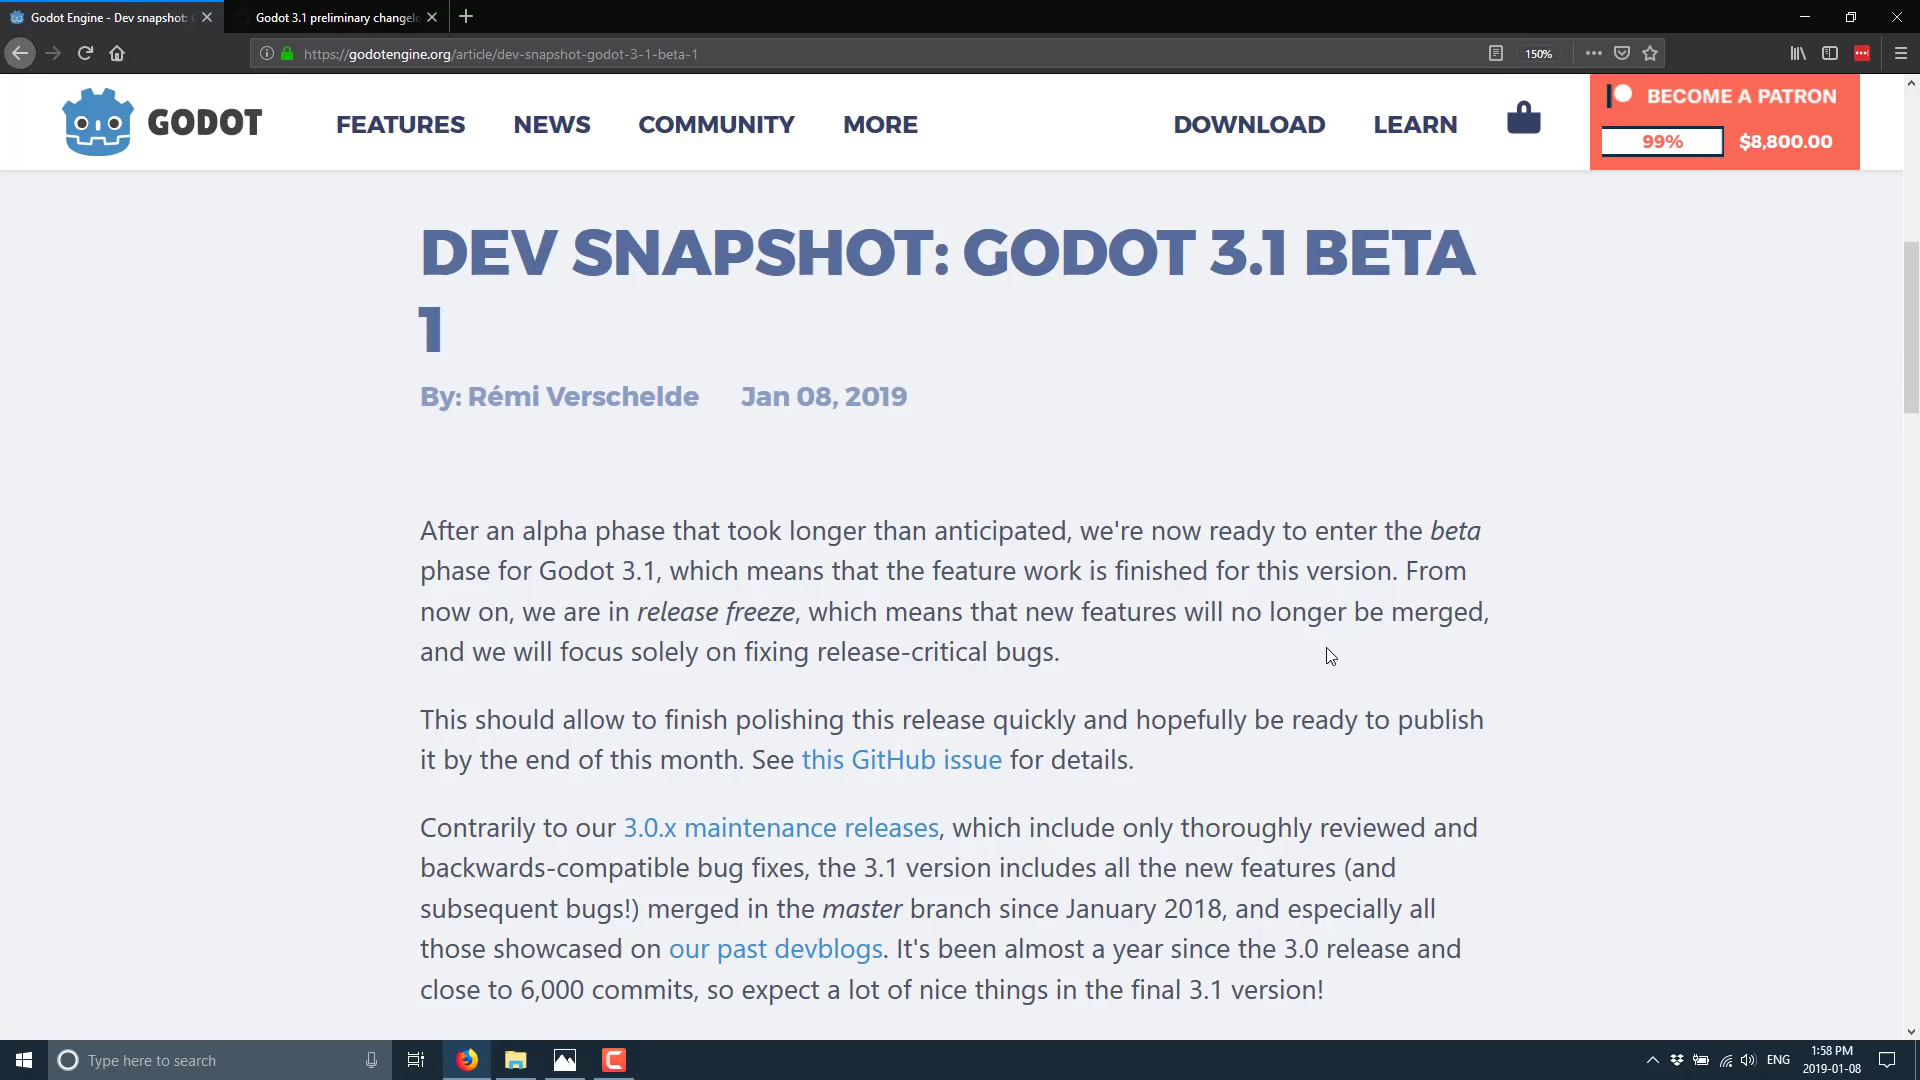 Godot Engine - Dev snapshot:
Godot 3.1 preliminary changelo
https://godotengine.org/article/dev-snapshot-godot-3-1-beta-1
150%
GODOT
FEATURES
NEWS
COMMUNITY
MORE
DOWNLOAD
LEARN
BECOME A PATRON
99%
$8,800.00
DEV SNAPSHOT: GODOT 3.1 BETA
1
By: Rémi Verschelde
Jan 08, 2019
After an alpha phase that took longer than anticipated, we're now ready to enter the beta
phase for Godot 3.1, which means that the feature work is finished for this version. From
now on, we are in release freeze, which means that new features will no longer be merged,
and we will focus solely on fixing release-critical bugs.
This should allow to finish polishing this release quickly and hopefully be ready to publish
it by the end of this month. See this GitHub issue for details.
Contrarily to our 3.0.x maintenance releases, which include only thoroughly reviewed and
backwards-compatible bug fixes, the 3.1 version includes all the new features (and
subsequent bugs!) merged in the master branch since January 2018, and especially all
those showcased on our past devblogs. It's been almost a year since the 3.0 release and
close to 6,000 commits, so expect a lot of nice things in the final 3.1 version!
Type here to search
ENG
1:58 PM
2019-01-08